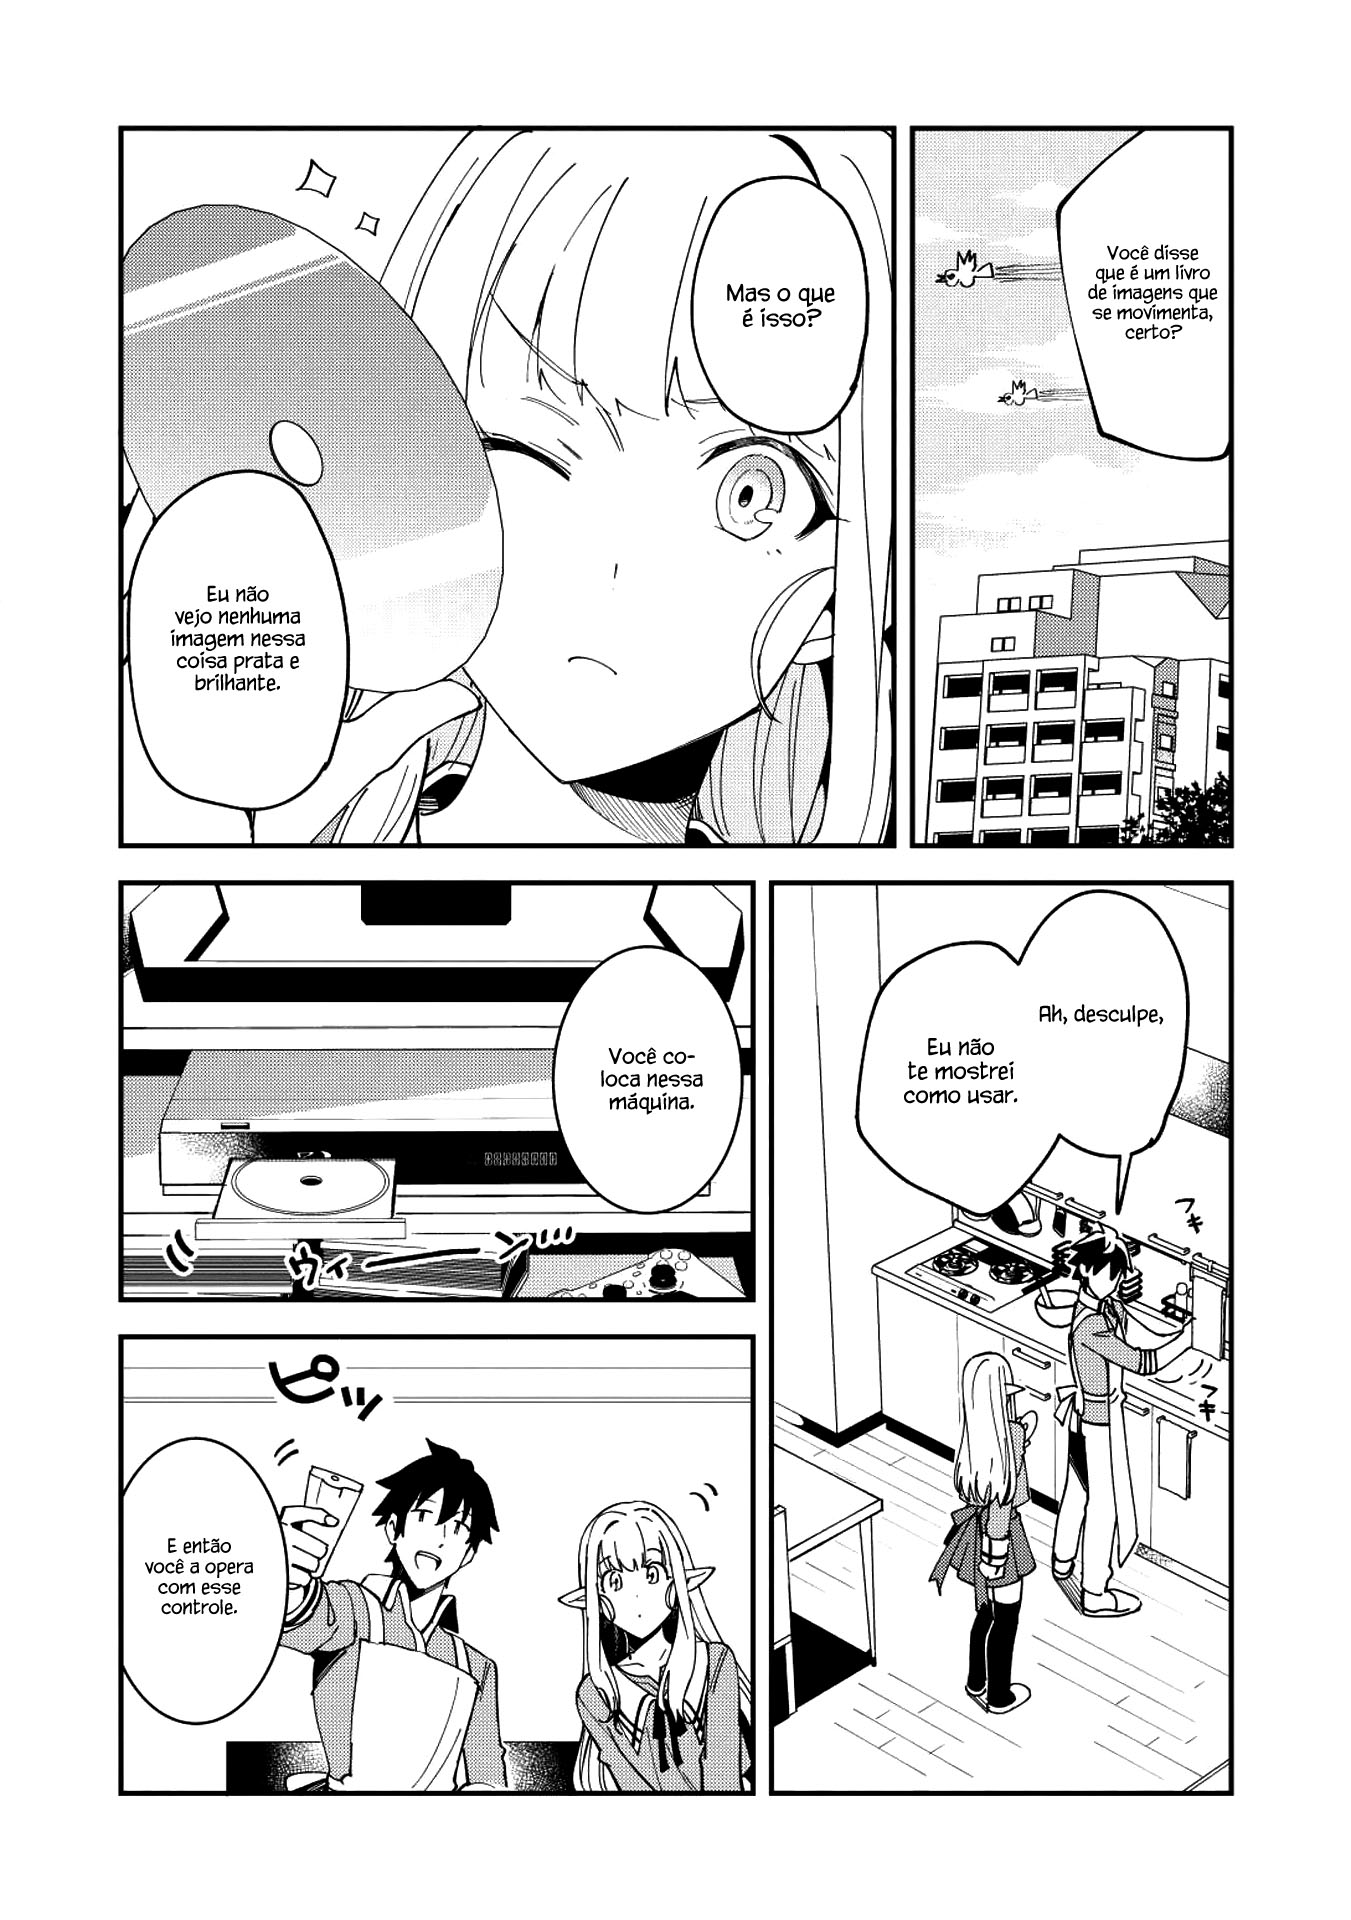 Você disse
que é um livro
de imagens que
se movimenta,
certo?
Mas o que
é isso?
Eu não
vejo nenhuma
imagem nessa
coisa prata e
brilhante.
Ah, desculpe,
Eu não
te mostrei
como usar.
フキ
フキ
Você co-
loca nessa
máquina.
ウィーーン
E então
você a opera
com esse
controle.
ピッ